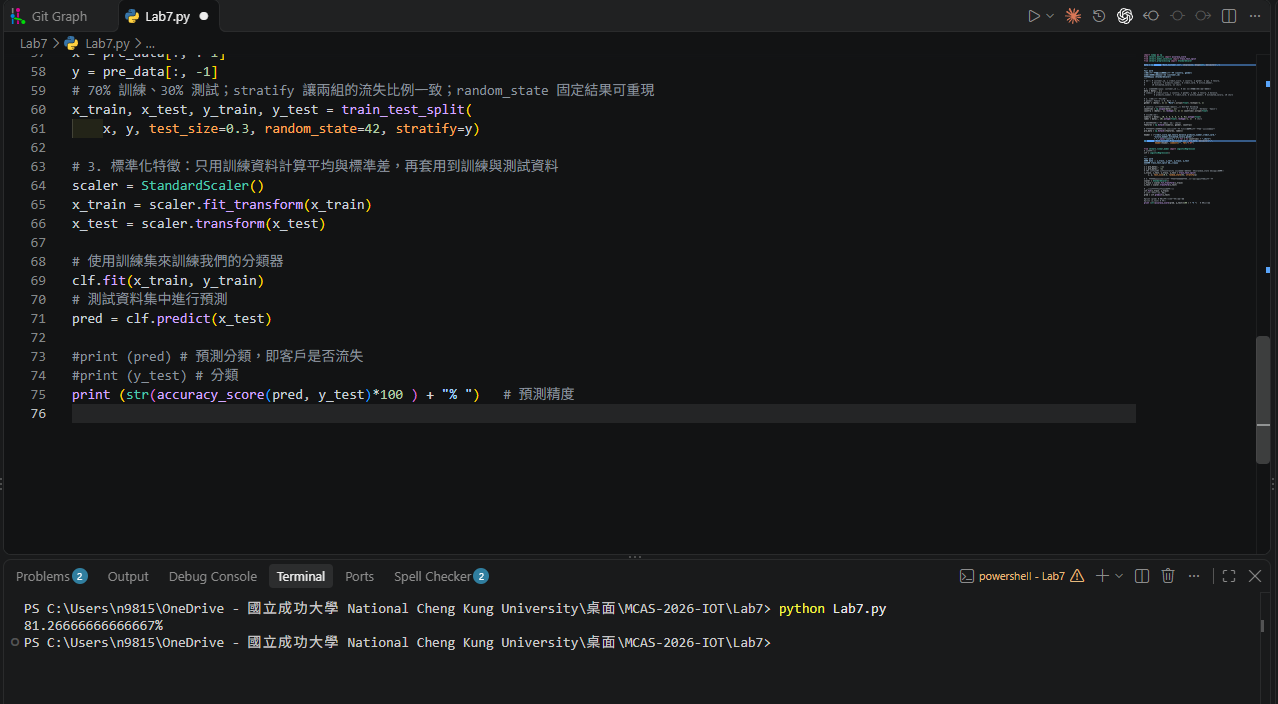 Git Graph
Lab7.py
Lab7 > Lab7.py > ...
57 x = pre_data[:, :-1]
58 y = pre_data[:, -1]
59 # 70% 訓練、30% 測試；stratify 讓兩組的流失比例一致；random_state 固定結果可重現
60 x_train, x_test, y_train, y_test = train_test_split(
61     x, y, test_size=0.3, random_state=42, stratify=y)
62
63 # 3. 標準化特徵：只用訓練資料計算平均與標準差，再套用到訓練與測試資料
64 scaler = StandardScaler()
65 x_train = scaler.fit_transform(x_train)
66 x_test = scaler.transform(x_test)
67
68 # 使用訓練集來訓練我們的分類器
69 clf.fit(x_train, y_train)
70 # 測試資料集中進行預測
71 pred = clf.predict(x_test)
72
73 #print (pred) # 預測分類，即客戶是否流失
74 #print (y_test) # 分類
75 print (str(accuracy_score(pred, y_test)*100 ) + "% ")   # 預測精度
76
Problems 2 Output Debug Console Terminal Ports Spell Checker 2
powershell - Lab7
PS C:\Users\n9815\OneDrive - 國立成功大學 National Cheng Kung University\桌面\MCAS-2026-IOT\Lab7> python Lab7.py
81.26666666666667%
PS C:\Users\n9815\OneDrive - 國立成功大學 National Cheng Kung University\桌面\MCAS-2026-IOT\Lab7>